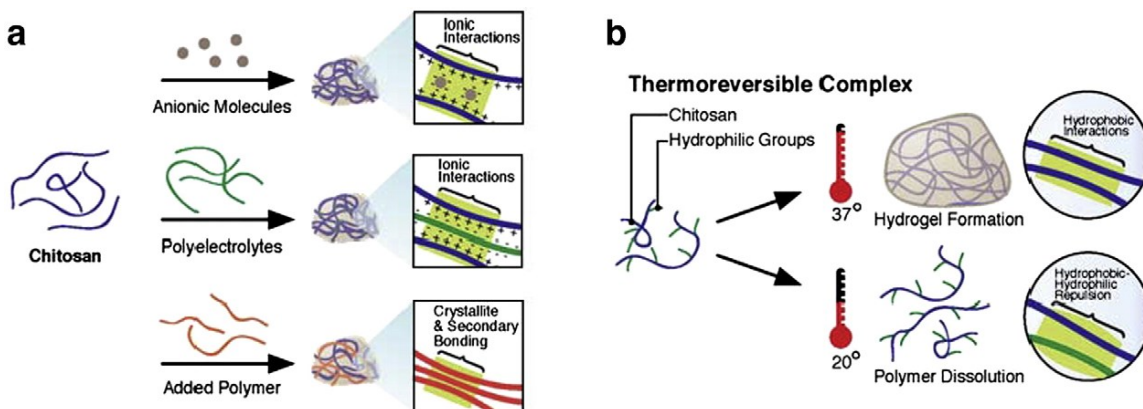 a
Anionic Molecules
Ionic
Interactions
Chitosan
Polyelectrolytes
Ionic
Interactions
Added Polymer
Crystallite
& Secondary
Bonding
b
Thermoreversible Complex
Chitosan
Hydrophilic Groups
37°
Hydrogel Formation
Hydrophobic
Interactions
20°
Polymer Dissolution
Hydrophobic-
Hydrophilic
Repulsion